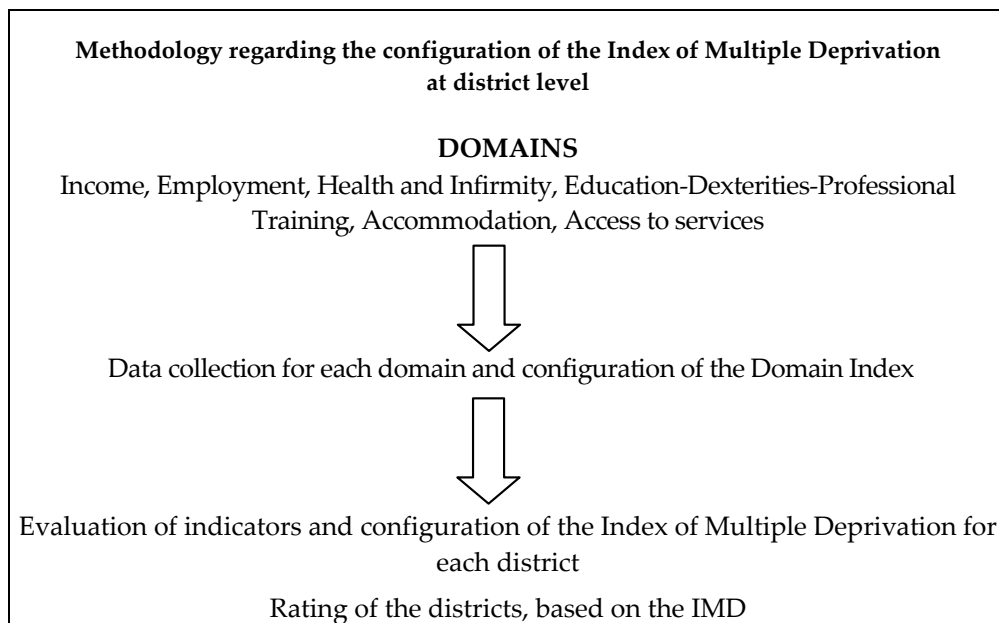 Methodology regarding the configuration of the Index of Multiple Deprivation
at district level
DOMAINS
Income, Employment, Health and Infirmity, Education-Dexterities-Professional
Training, Accommodation, Access to services
Data collection for each domain and configuration of the Domain Index
Evaluation of indicators and configuration of the Index of Multiple Deprivation for
each district
Rating of the districts, based on the IMD